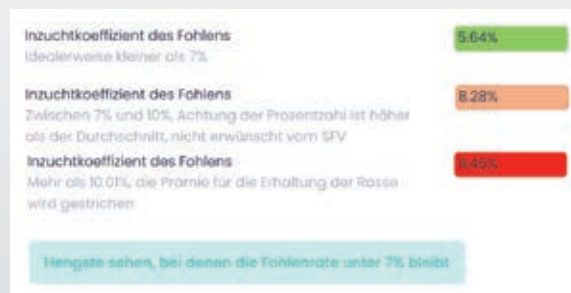 Inzuchtkoeffizient des Fohlens
5.64%
Idealerweise kleiner als 7%
Inzuchtkoeffizient des Fohlens
8.28%
Zwischen 7% und 10%, Achtung der Prozentzahl ist höher
als der Durchschnitt, nicht erwünscht vom SFV
Inzuchtkoeffizient des Fohlens
Mehr als 10.01%, die Prämie für die Erhaltung der Rasse
wird gestrichen
Hengste sehen, bei denen die Fohlenrate unter 7% bleibt